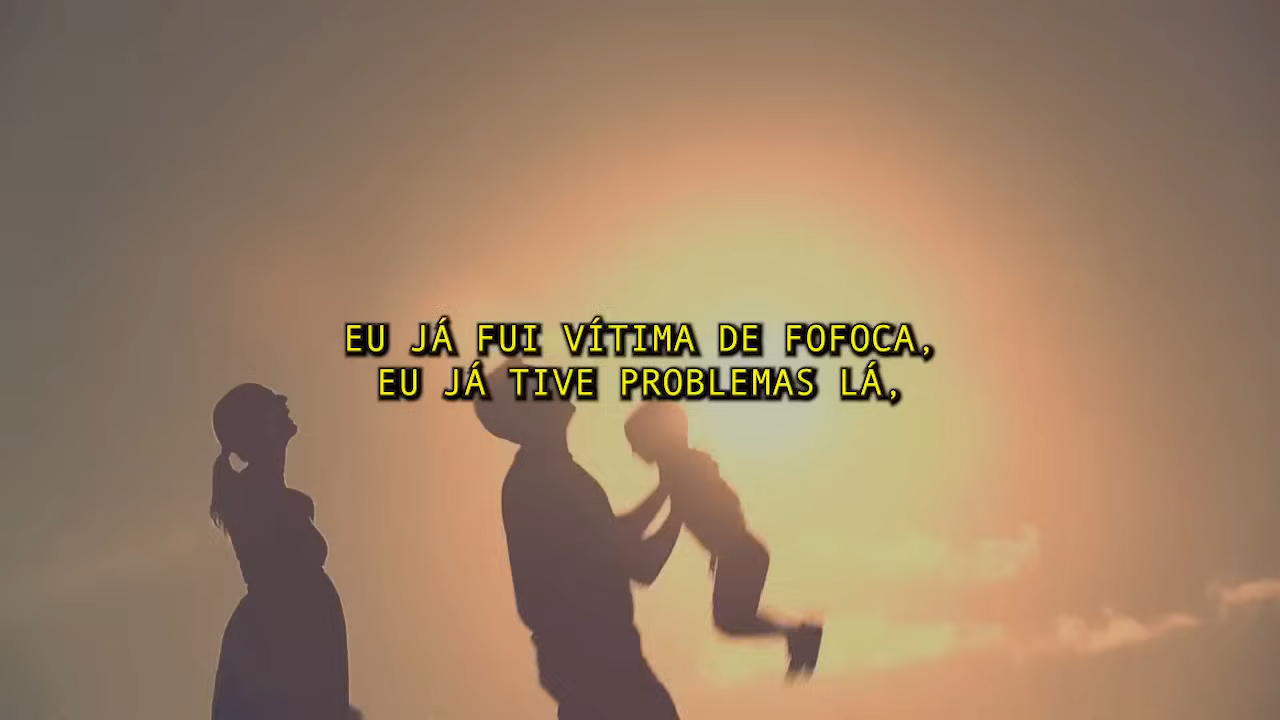 EU JÁ FUI VÍTIMA DE FOFOCA,
EU JÁ TIVE PROBLEMAS LÁ,